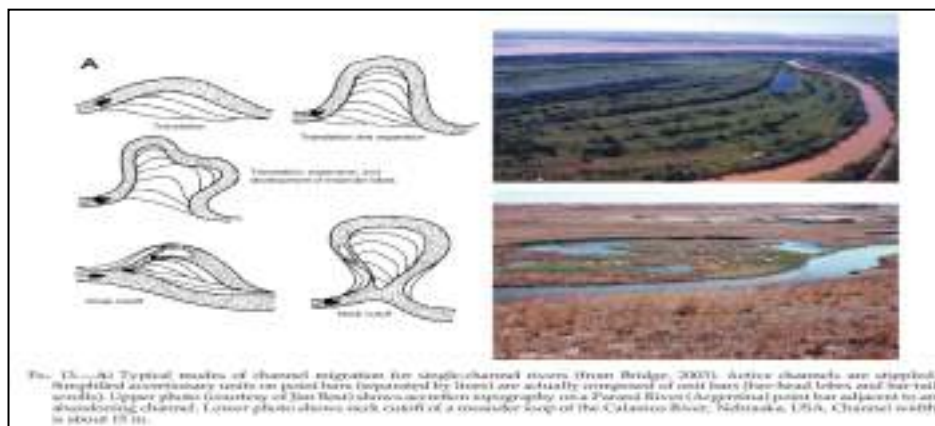 A
Translation
Translation and expansion
Translation, expansion, and
development of meander lobes
Chute cutoff
Neck cutoff
FIG. 13.—A) Typical modes of channel migration for single-channel rivers (from Bridge, 2003). Active channels are stippled.
Simplified accretionary units on point bars (separated by lines) are actually composed of unit bars (bar-head lobes and bar-tail
scrolls). Upper photo (courtesy of Jim Best) shows accretion topography on a Paraná River (Argentina) point bar adjacent to an
abandoning channel. Lower photo shows neck cutoff of a meander loop of the Calamus River, Nebraska, USA. Channel width
is about 15 m.